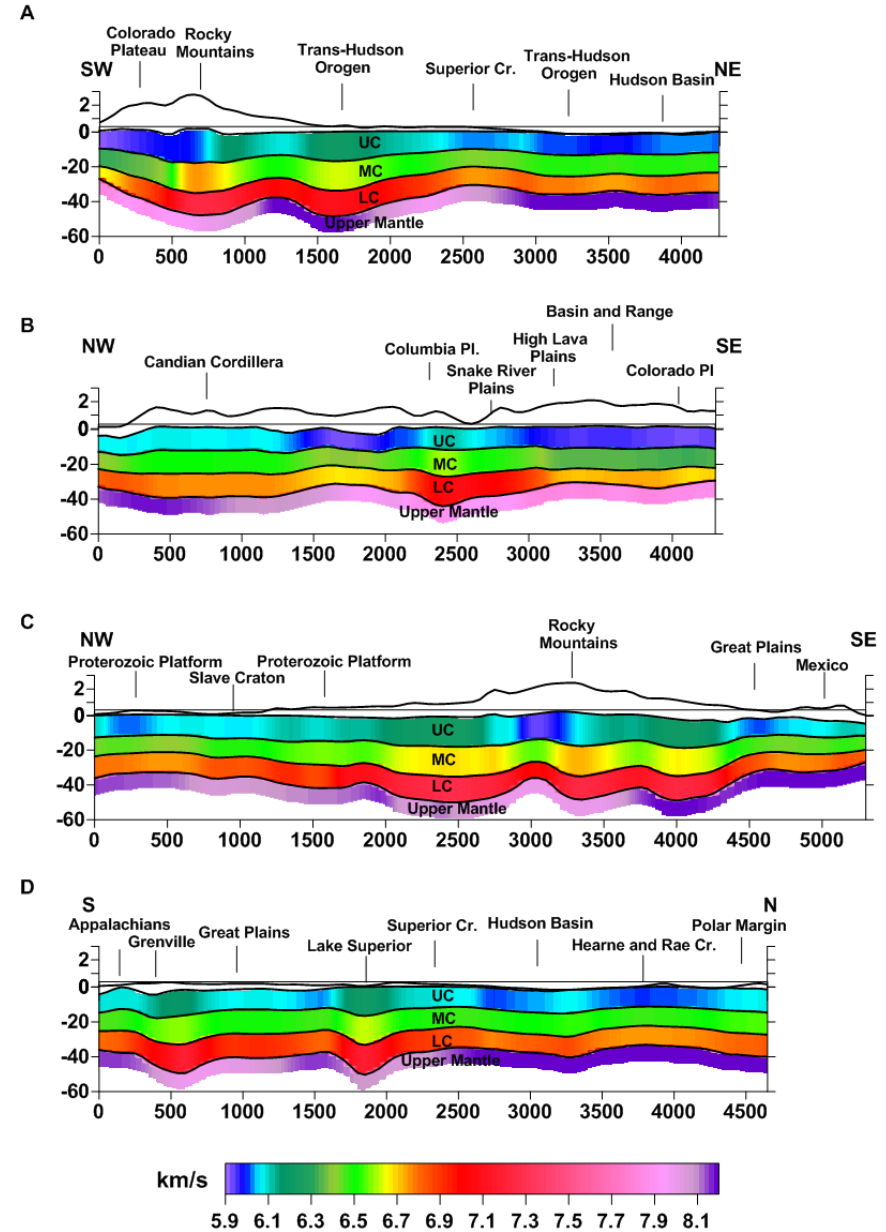 A
Colorado
Plateau
Rocky
Mountains
Trans-Hudson
Orogen
Superior Cr.
Trans-Hudson
Orogen
Hudson Basin
SW
NE
2
0
UC
-20
MC
-40
LC
Upper Mantle
-60
0 500 1000 1500 2000 2500 3000 3500 4000
B
Basin and Range
NW
Candian Cordillera
Columbia Pl.
Snake River
Plains
High Lava
Plains
Colorado Pl
SE
2
0
UC
-20
MC
-40
LC
Upper Mantle
-60
0 500 1000 1500 2000 2500 3000 3500 4000
C
NW
Rocky
Mountains
SE
Proterozoic Platform
Slave Craton
Proterozoic Platform
Great Plains
Mexico
2
0
UC
-20
MC
-40
LC
Upper Mantle
-60
0 500 1000 1500 2000 2500 3000 3500 4000 4500 5000
D
S
N
Appalachians
Grenville
Great Plains
Lake Superior
Superior Cr.
Hudson Basin
Hearne and Rae Cr.
Polar Margin
2
0
UC
-20
MC
-40
LC
Upper Mantle
-60
0 500 1000 1500 2000 2500 3000 3500 4000 4500
km/s
5.9 6.1 6.3 6.5 6.7 6.9 7.1 7.3 7.5 7.7 7.9 8.1